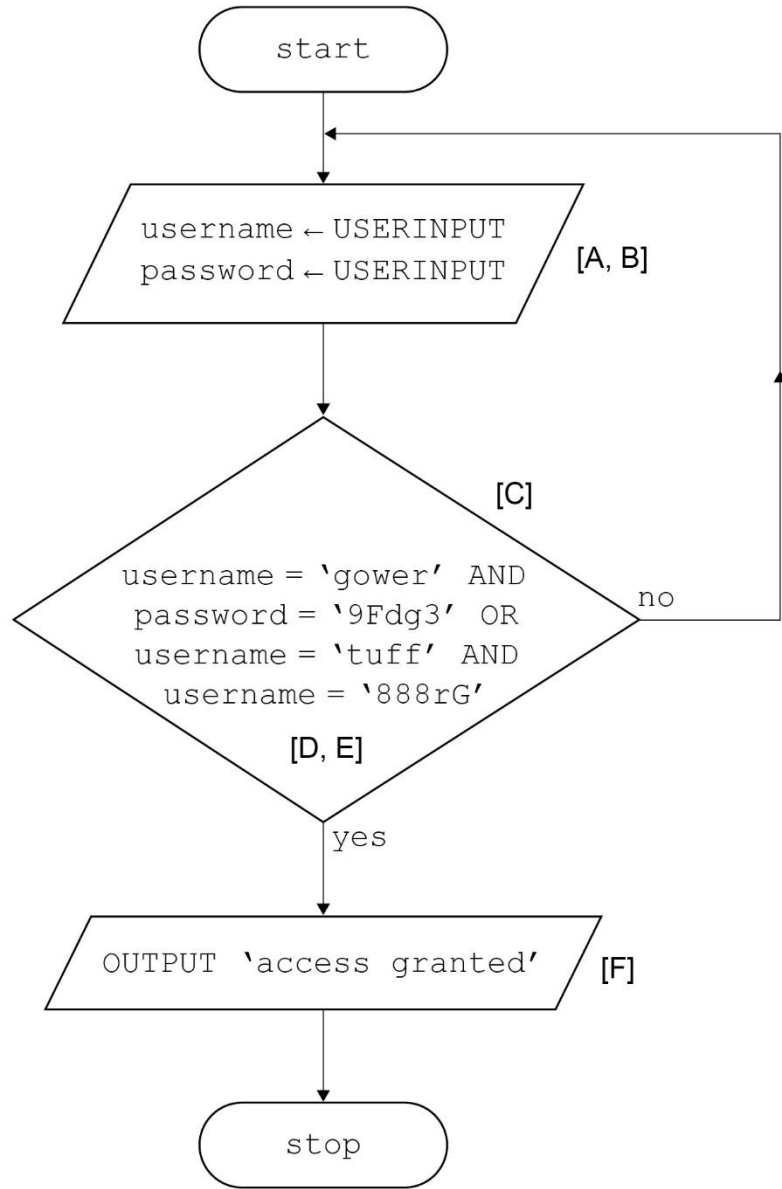 start
username ← USERINPUT
password ← USERINPUT
[A, B]
[C]
username = ‘gower’ AND
password = ‘9Fdg3’ OR
username = ‘tuff’ AND
username = ‘888rG’
[D, E]
no
yes
OUTPUT ‘access granted’
[F]
stop